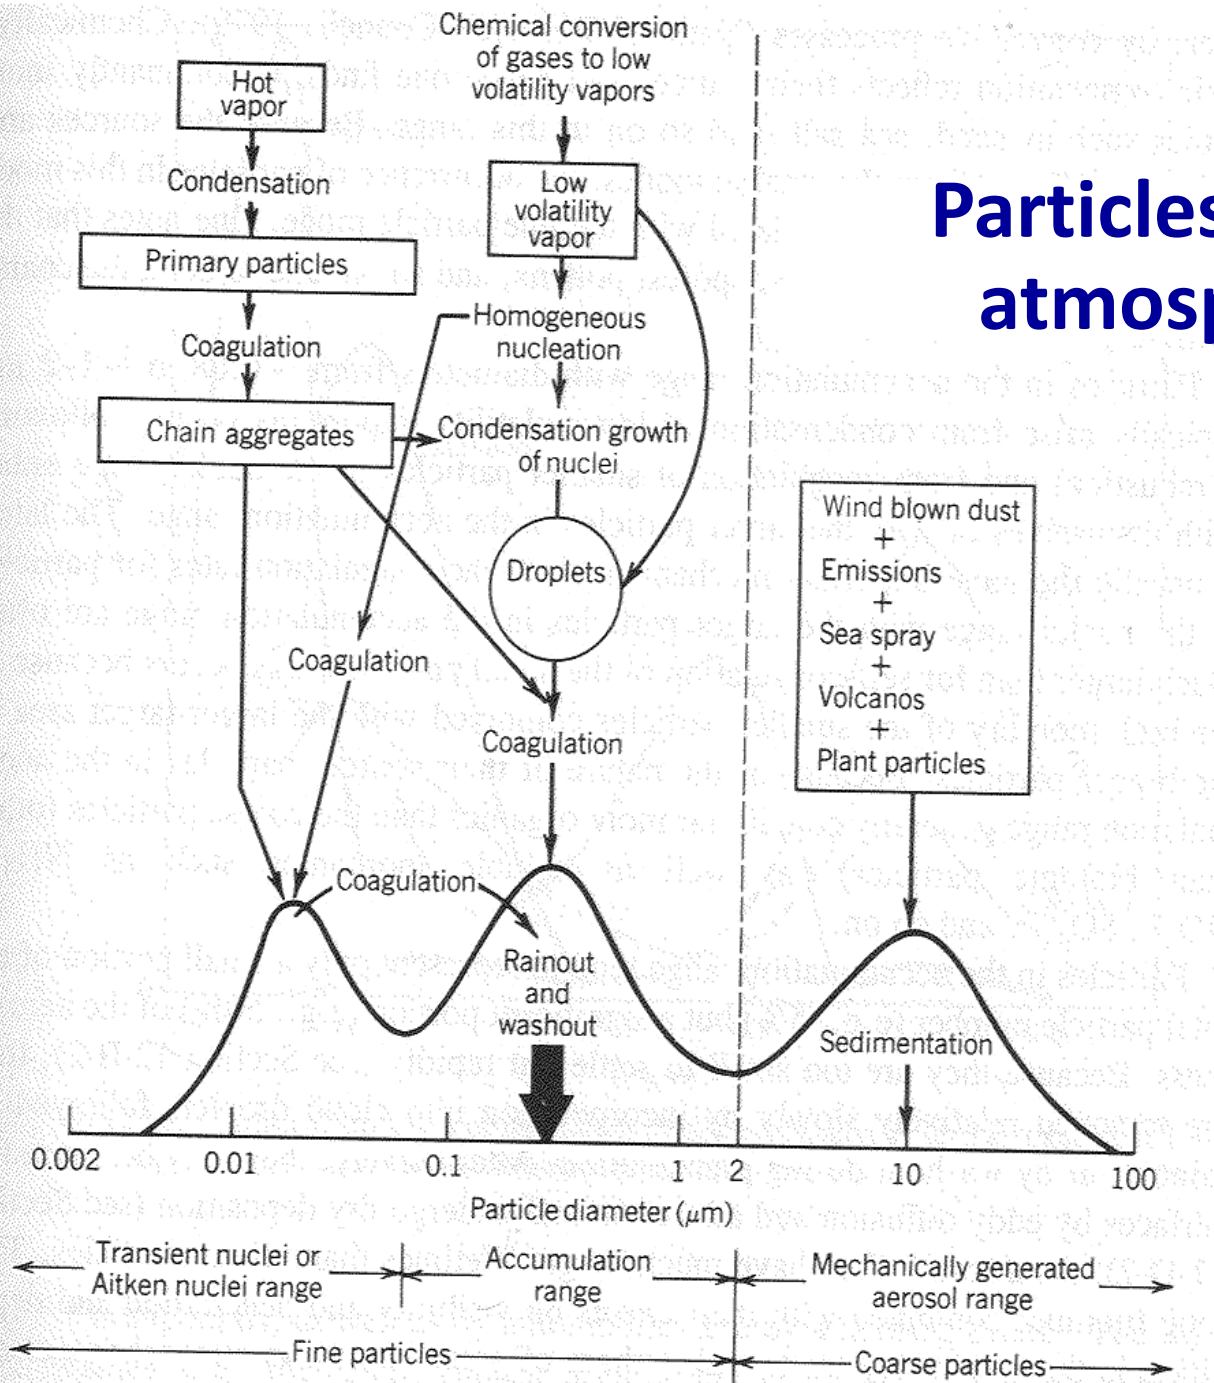 Chemical conversion
of gases to low
volatility vapors
Hot
vapor
Condensation
Low
volatility
vapor
Particles
atmosp
Primary particles
Homogeneous
nucleation
Coagulation
Chain aggregates
Condensation growth
of nuclei
Wind blown dust
+
Emissions
+
Sea spray
+
Volcanos
+
Plant particles
Droplets
Coagulation
Coagulation
Coagulation
Rainout
and
washout
Sedimentation
0.002 0.01 0.1 1 2 10 100
Particle diameter (μm)
Transient nuclei or
Aitken nuclei range
Accumulation
range
Mechanically generated
aerosol range
Fine particles
Coarse particles